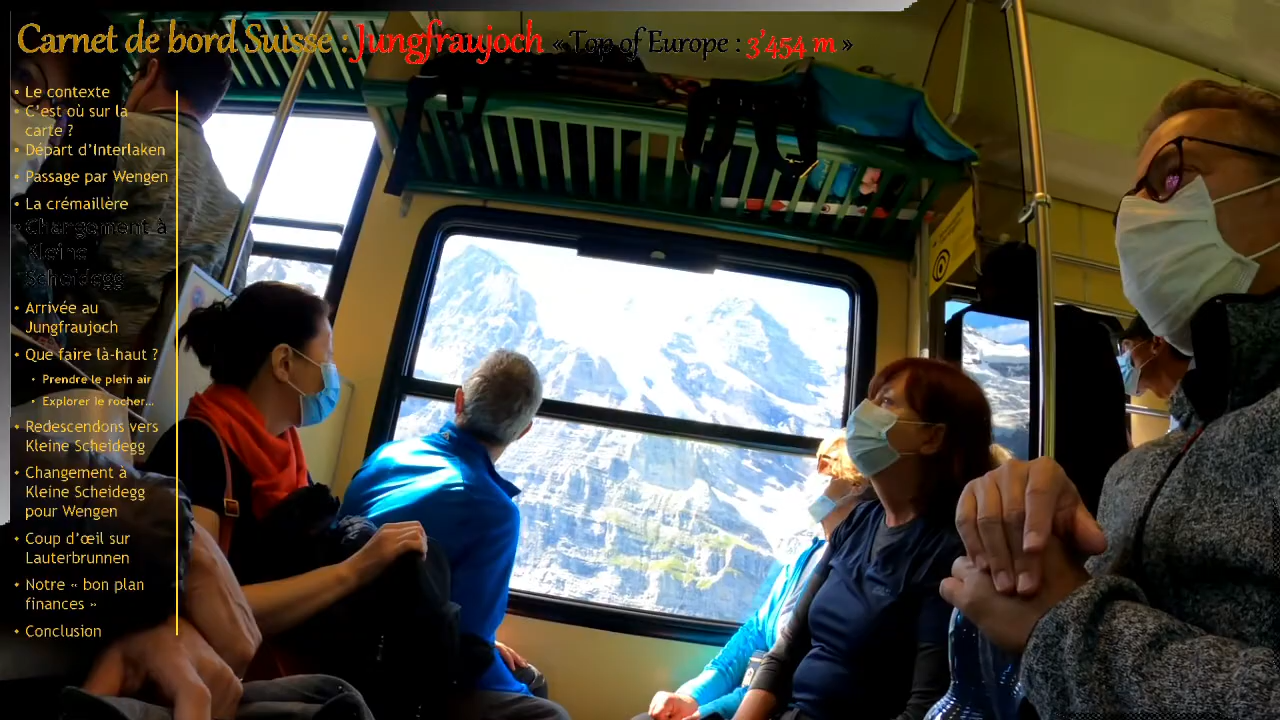 Carnet de bord Suisse : Jungfraujoch « Top of Europe : 3’454 m »
• Le contexte
• C’est où sur la
carte ?
• Départ d’Interlaken
• Passage par Wengen
• La crémaillère
• Changement à
Kleine
Scheidegg
• Arrivée au
Jungfraujoch
• Que faire là-haut ?
• Prendre le plein air
• Explorer le rocher...
• Redescendons vers
Kleine Scheidegg
• Changement à
Kleine Scheidegg
pour Wengen
• Coup d’œil sur
Lauterbrunnen
• Notre « bon plan
finances »
• Conclusion